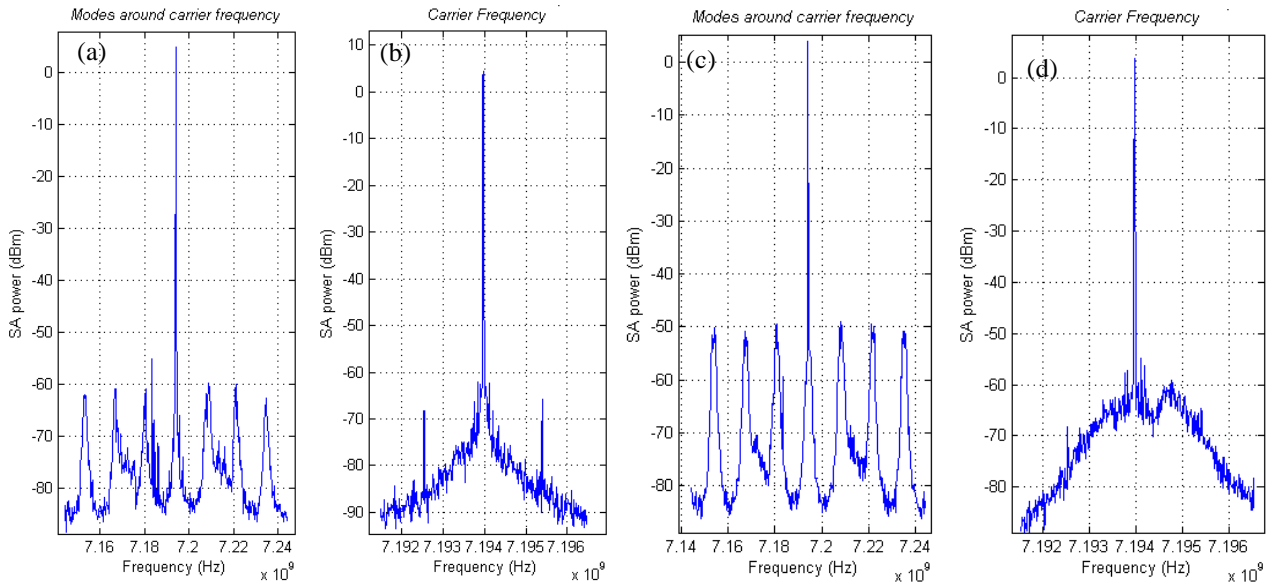 Modes around carrier frequency
(a)
0
-10
-20
-30
-40
-50
-60
-70
-80
SA power (dBm)
7.16 7.18 7.2 7.22 7.24
Frequency (Hz)
x 10^9
Carrier Frequency
(b)
10
0
-10
-20
-30
-40
-50
-60
-70
-80
-90
SA power (dBm)
7.192 7.193 7.194 7.195 7.196
Frequency (Hz)
x 10^9
Modes around carrier frequency
(c)
0
-10
-20
-30
-40
-50
-60
-70
-80
SA power (dBm)
7.14 7.16 7.18 7.2 7.22 7.24
Frequency (Hz)
x 10^9
Carrier Frequency
(d)
0
-10
-20
-30
-40
-50
-60
-70
-80
SA power (dBm)
7.192 7.193 7.194 7.195 7.196
Frequency (Hz)
x 10^9